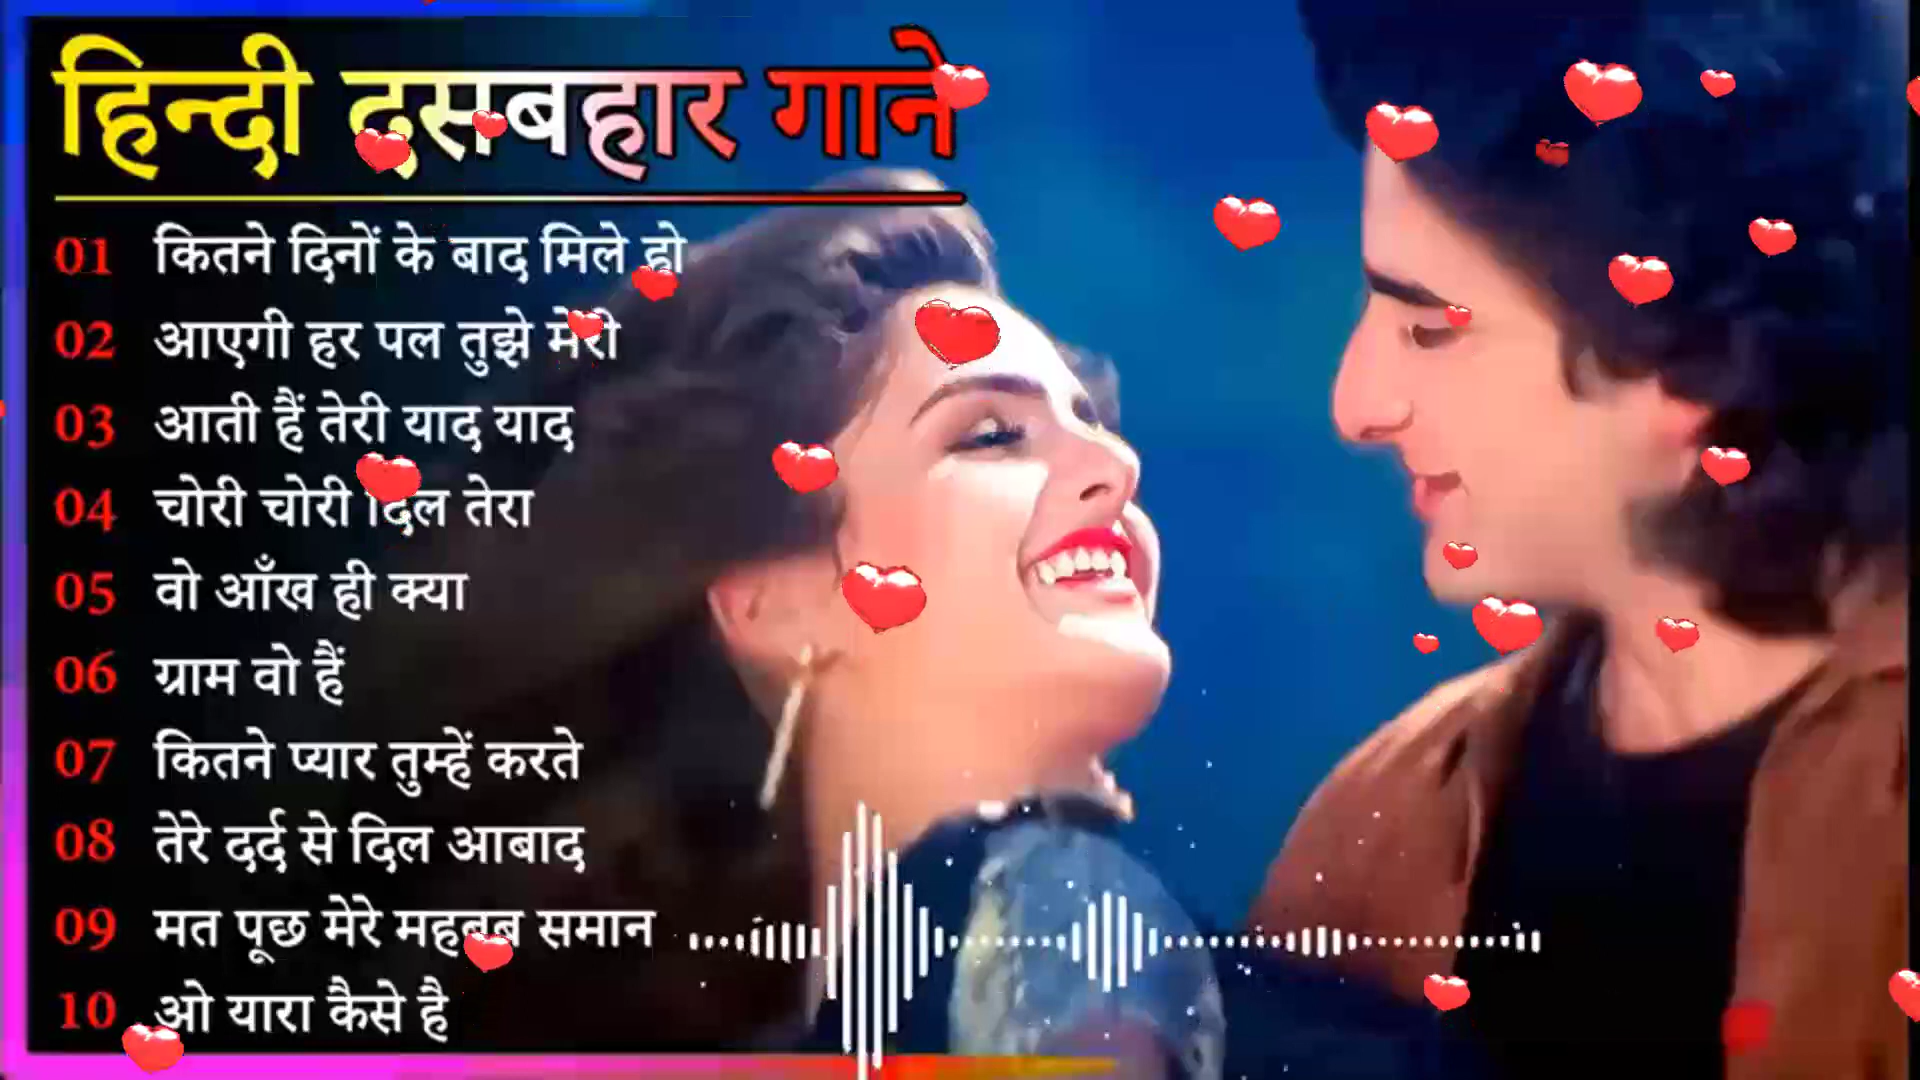 हिन्दी दसबहार गाने
01 कितने दिनों के बाद मिले हो
02 आएगी हर पल तुझे मेरी
03 आती हैं तेरी याद याद
04 चोरी चोरी दिल तेरा
05 वो आँख ही क्या
06 ग्राम वो हैं
07 कितने प्यार तुम्हें करते
08 तेरे दर्द से दिल आबाद
09 मत पूछ मेरे समान
10 ओ यारा कैसे है